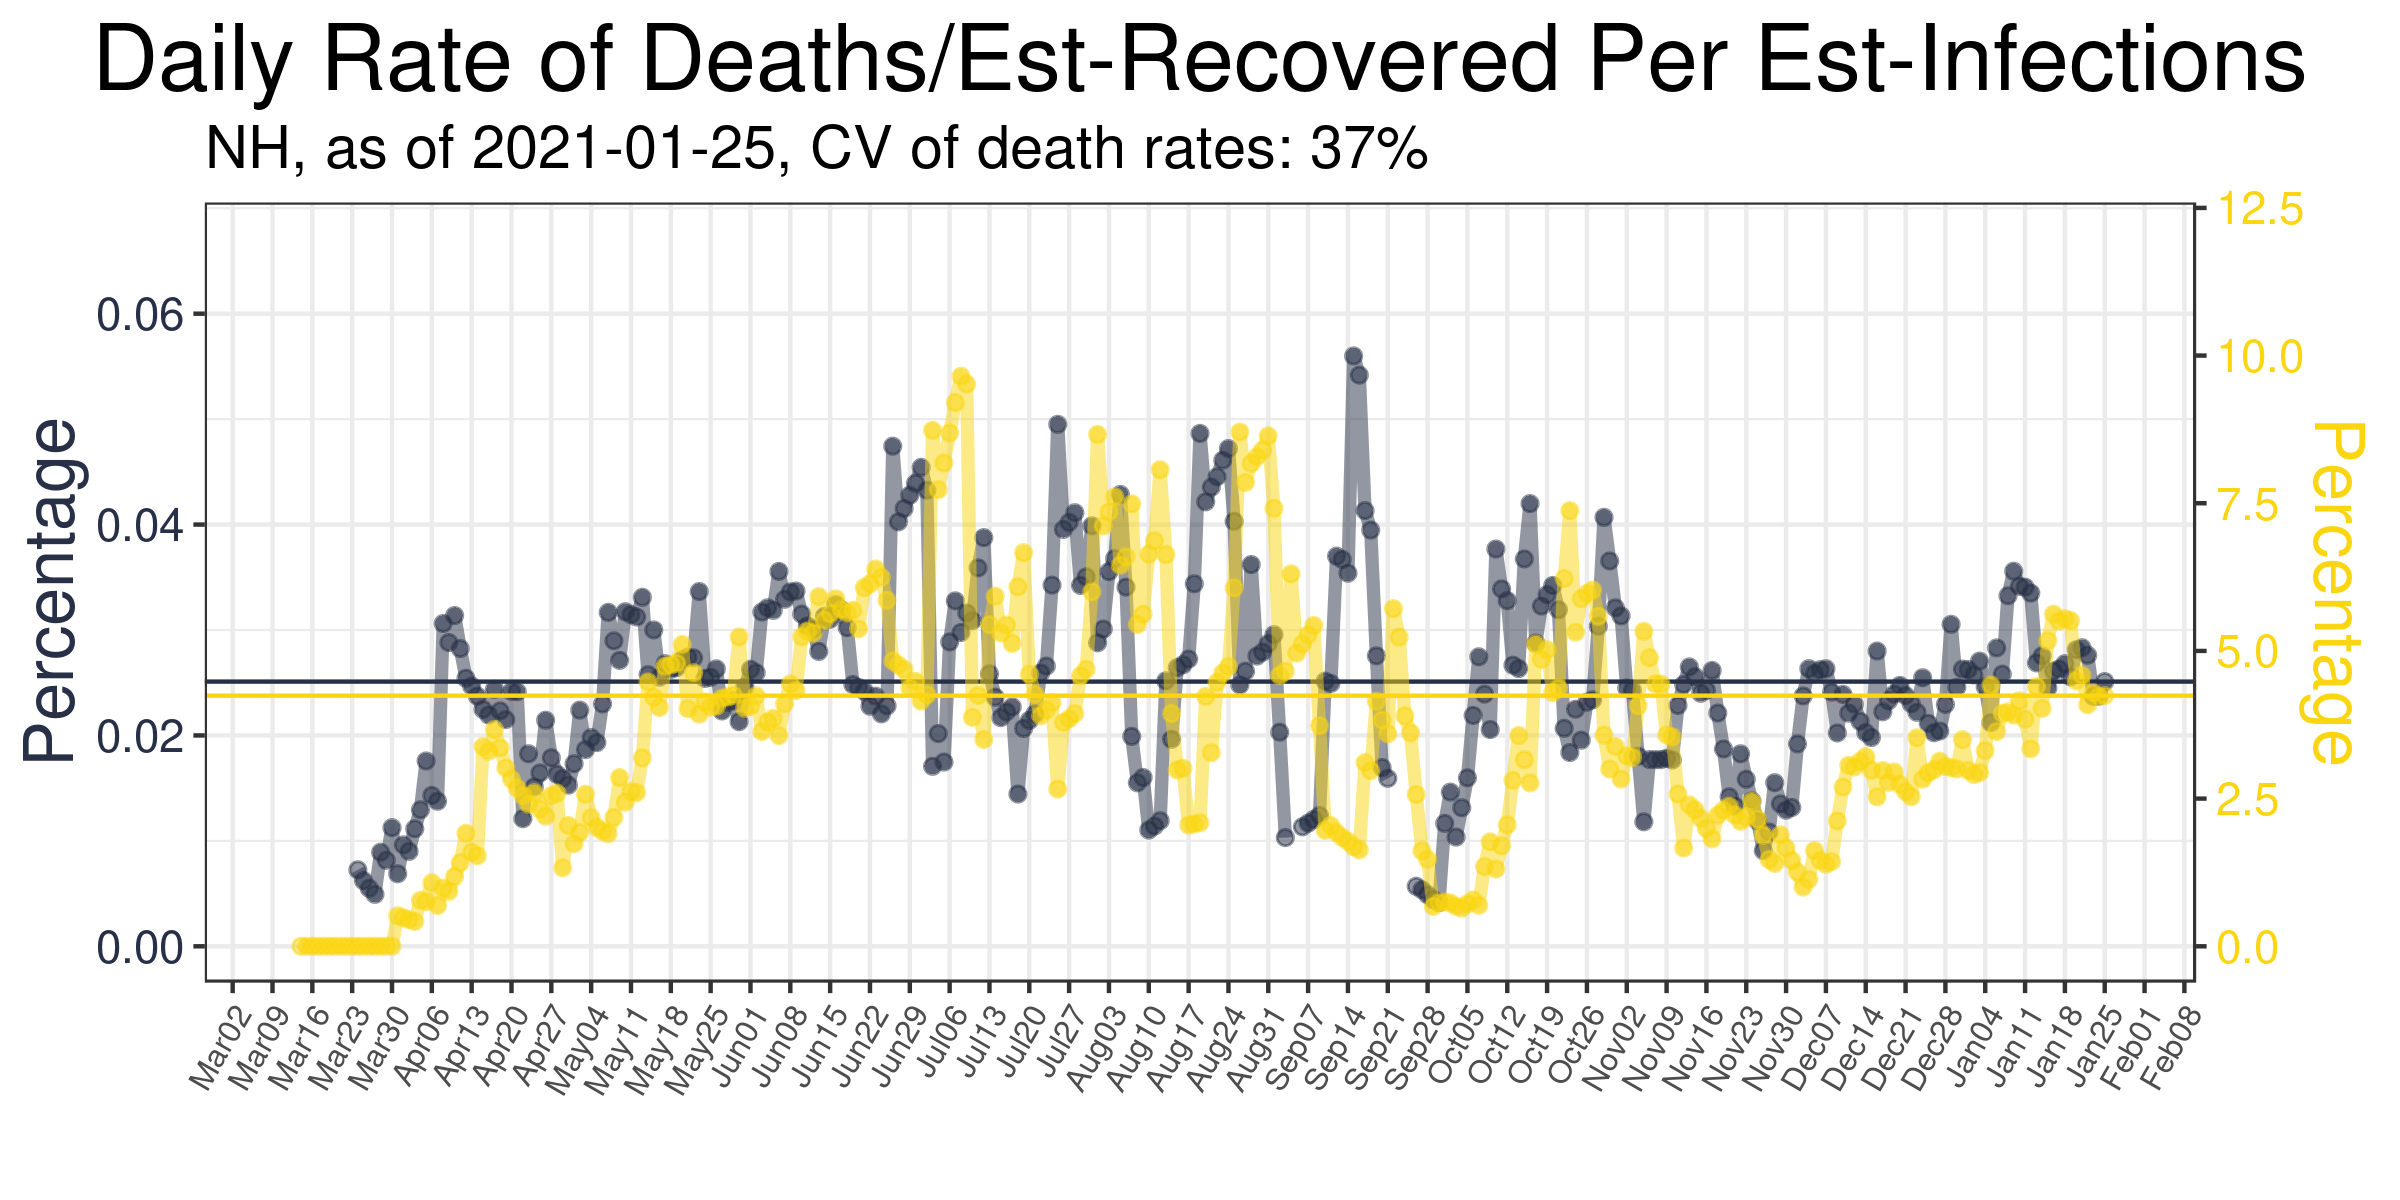 Daily Rate of Deaths/Est-Recovered Per Est-Infections
NH, as of 2021-01-25, CV of death rates: 37%
Percentage
0.06
0.04
0.02
0.00
12.5
10.0
7.5
5.0
2.5
0.0
Percentage
Mar02
Mar09
Mar16
Mar23
Mar30
Apr06
Apr13
Apr20
Apr27
May04
May11
May18
May25
Jun01
Jun08
Jun15
Jun22
Jun29
Jul06
Jul13
Jul20
Jul27
Aug03
Aug10
Aug17
Aug24
Aug31
Sep07
Sep14
Sep21
Sep28
Oct05
Oct12
Oct19
Oct26
Nov02
Nov09
Nov16
Nov23
Nov30
Dec07
Dec14
Dec21
Dec28
Jan04
Jan11
Jan18
Jan25
Feb01
Feb08